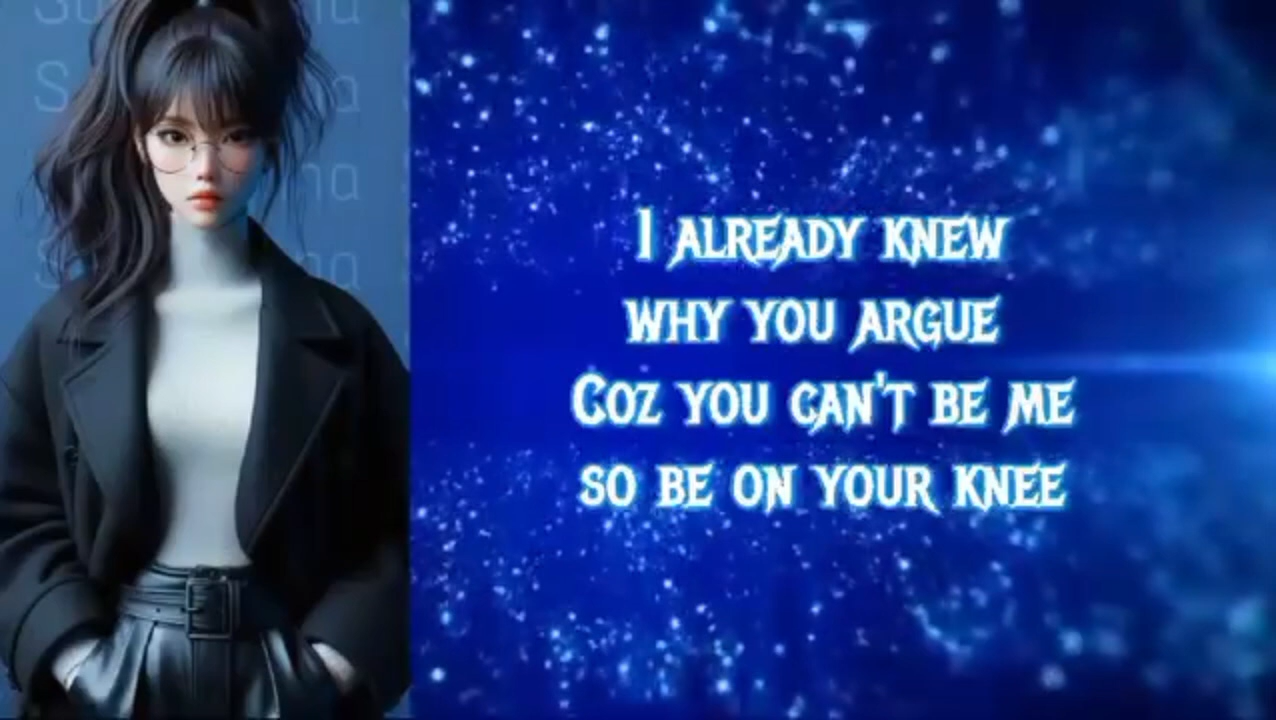 I ALREADY KNEW
WHY YOU ARGUE
COZ YOU CAN'T BE ME
SO BE ON YOUR KNEE